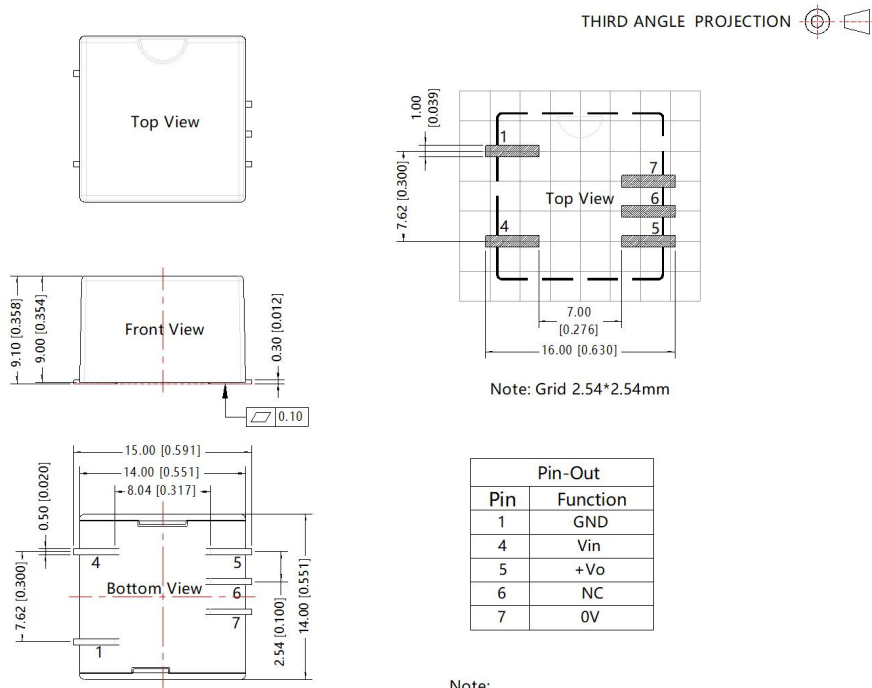 THIRD ANGLE PROJECTION
Top View
1.00
[0.039]
7.62 [0.300]
1
4
Top View
7
6
5
7.00
[0.276]
16.00 [0.630]
Note: Grid 2.54*2.54mm
9.10 [0.358]
9.00 [0.354]
Front View
0.30 [0.012]
0.10
15.00 [0.591]
14.00 [0.551]
8.04 [0.317]
0.50 [0.020]
7.62 [0.300]
4
5
Bottom View
6
7
1
2.54 [0.100]
14.00 [0.551]
Pin-Out
Pin Function
1 GND
4 Vin
5 +Vo
6 NC
7 0V
Note: